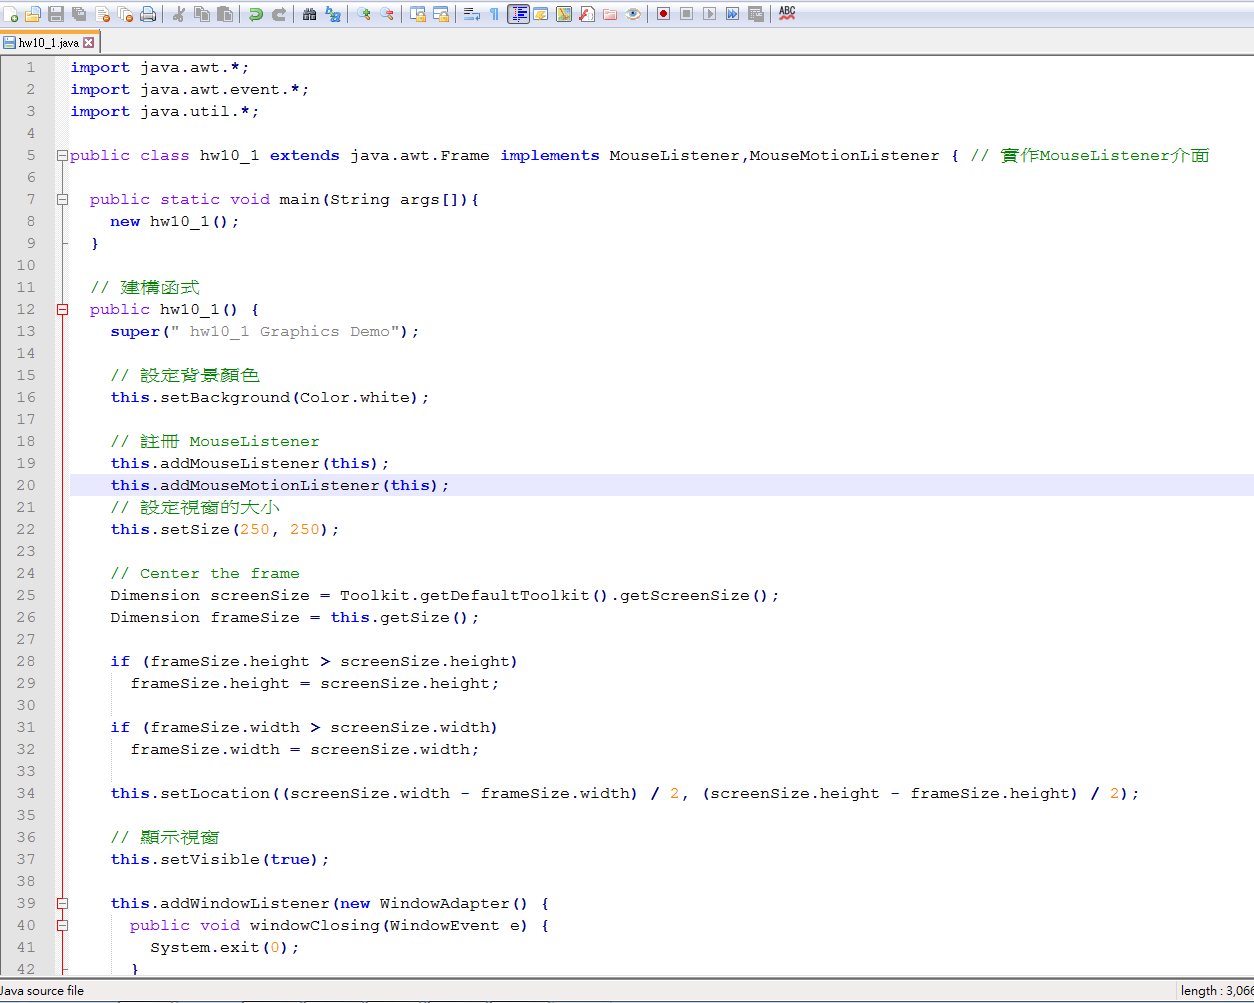 ABC
hw10_1.java
1 import java.awt.*;
2 import java.awt.event.*;
3 import java.util.*;
4
5 public class hw10_1 extends java.awt.Frame implements MouseListener,MouseMotionListener { // 實作MouseListener介面
6
7 public static void main(String args[]){
8 new hw10_1();
9 }
10
11 // 建構函式
12 public hw10_1() {
13 super(" hw10_1 Graphics Demo");
14
15 // 設定背景顏色
16 this.setBackground(Color.white);
17
18 // 註冊 MouseListener
19 this.addMouseListener(this);
20 this.addMouseMotionListener(this);
21 // 設定視窗的大小
22 this.setSize(250, 250);
23
24 // Center the frame
25 Dimension screenSize = Toolkit.getDefaultToolkit().getScreenSize();
26 Dimension frameSize = this.getSize();
27
28 if (frameSize.height > screenSize.height)
29 frameSize.height = screenSize.height;
30
31 if (frameSize.width > screenSize.width)
32 frameSize.width = screenSize.width;
33
34 this.setLocation((screenSize.width - frameSize.width) / 2, (screenSize.height - frameSize.height) / 2);
35
36 // 顯示視窗
37 this.setVisible(true);
38
39 this.addWindowListener(new WindowAdapter() {
40 public void windowClosing(WindowEvent e) {
41 System.exit(0);
42 }
Java source file
length : 3,066